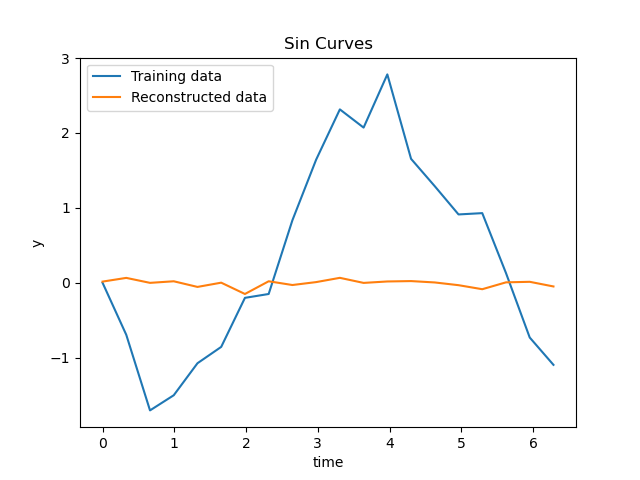 Sin Curves
Training data
Reconstructed data
3
2
1
0
−1
y
0 1 2 3 4 5 6
time